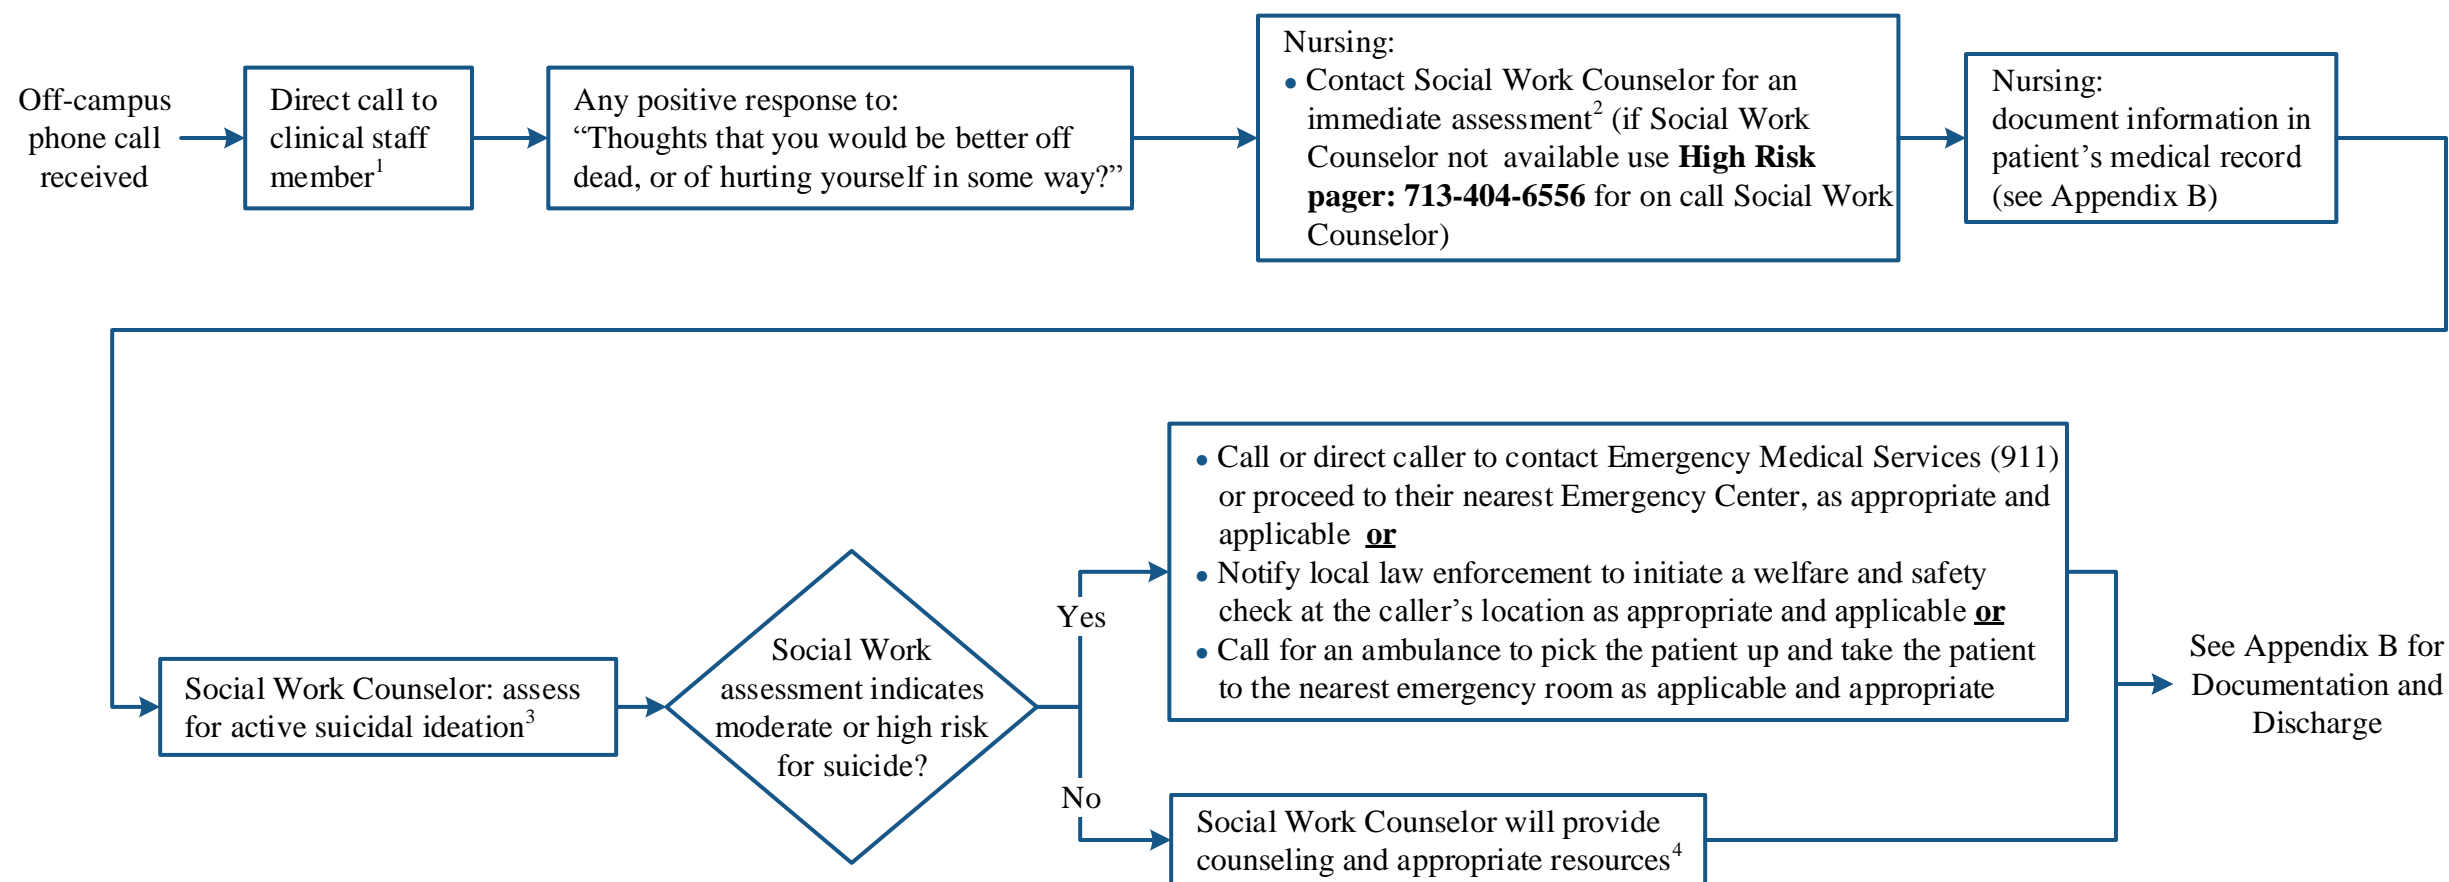 Off-campus
phone call
received
Direct call to
clinical staff
member¹
Any positive response to:
“Thoughts that you would be better off
dead, or of hurting yourself in some way?”
Nursing:
• Contact Social Work Counselor for an
immediate assessment² (if Social Work
Counselor not  available use High Risk
pager: 713-404-6556 for on call Social Work
Counselor)
Nursing:
document information in
patient’s medical record
(see Appendix B)
Social Work Counselor: assess
for active suicidal ideation³
Social Work
assessment indicates
moderate or high risk
for suicide?
Yes
• Call or direct caller to contact Emergency Medical Services (911)
or proceed to their nearest Emergency Center, as appropriate and
applicable  or
• Notify local law enforcement to initiate a welfare and safety
check at the caller’s location as appropriate and applicable or
• Call for an ambulance to pick the patient up and take the patient
to the nearest emergency room as applicable and appropriate
No
Social Work Counselor will provide
counseling and appropriate resources⁴
See Appendix B for
Documentation and
Discharge